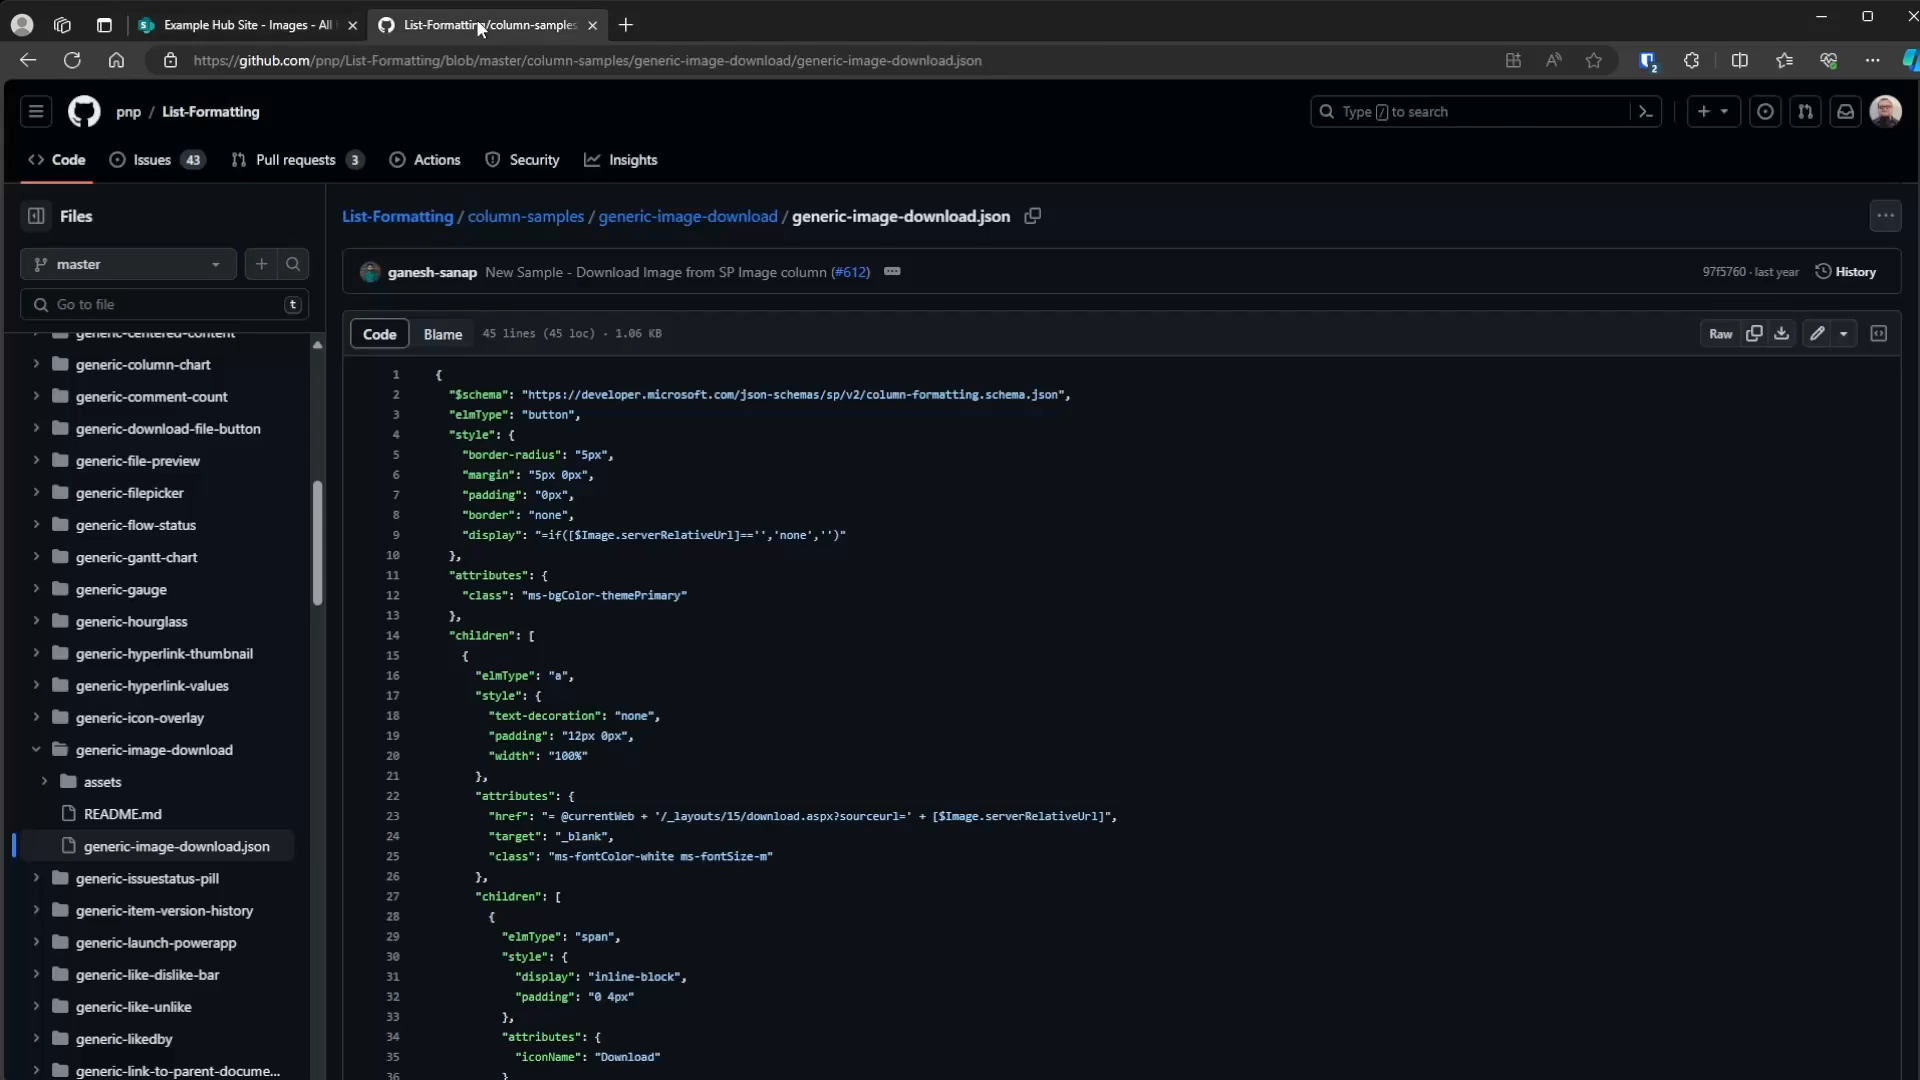 Example Hub Site - Images - All
List-Formatting/column-samples
https://github.com/pnp/List-Formatting/blob/master/column-samples/generic-image-download/generic-image-download.json
2
pnp / List-Formatting
Type / to search
Code
Issues 43
Pull requests 3
Actions
Security
Insights
Files
master
Go to file
t
generic-centered-content
generic-column-chart
generic-comment-count
generic-download-file-button
generic-file-preview
generic-filepicker
generic-flow-status
generic-gantt-chart
generic-gauge
generic-hourglass
generic-hyperlink-thumbnail
generic-hyperlink-values
generic-icon-overlay
generic-image-download
assets
README.md
generic-image-download.json
generic-issuestatus-pill
generic-item-version-history
generic-launch-powerapp
generic-like-dislike-bar
generic-like-unlike
generic-likedby
generic-link-to-parent-docume...
List-Formatting / column-samples / generic-image-download / generic-image-download.json
ganesh-sanap New Sample - Download Image from SP Image column (#612)
97f5760 · last year
History
Code
Blame
45 lines (45 loc) · 1.06 KB
Raw
1 {
2 "$schema": "https://developer.microsoft.com/json-schemas/sp/v2/column-formatting.schema.json",
3 "elmType": "button",
4 "style": {
5 "border-radius": "5px",
6 "margin": "5px 0px",
7 "padding": "0px",
8 "border": "none",
9 "display": "=if([$Image.serverRelativeUrl]=='','none','')"
10 },
11 "attributes": {
12 "class": "ms-bgColor-themePrimary"
13 },
14 "children": [
15 {
16 "elmType": "a",
17 "style": {
18 "text-decoration": "none",
19 "padding": "12px 0px",
20 "width": "100%"
21 },
22 "attributes": {
23 "href": "= @currentWeb + '/_layouts/15/download.aspx?sourceurl=' + [$Image.serverRelativeUrl]",
24 "target": "_blank",
25 "class": "ms-fontColor-white ms-fontSize-m"
26 },
27 "children": [
28 {
29 "elmType": "span",
30 "style": {
31 "display": "inline-block",
32 "padding": "0 4px"
33 },
34 "attributes": {
35 "iconName": "Download"
36 }